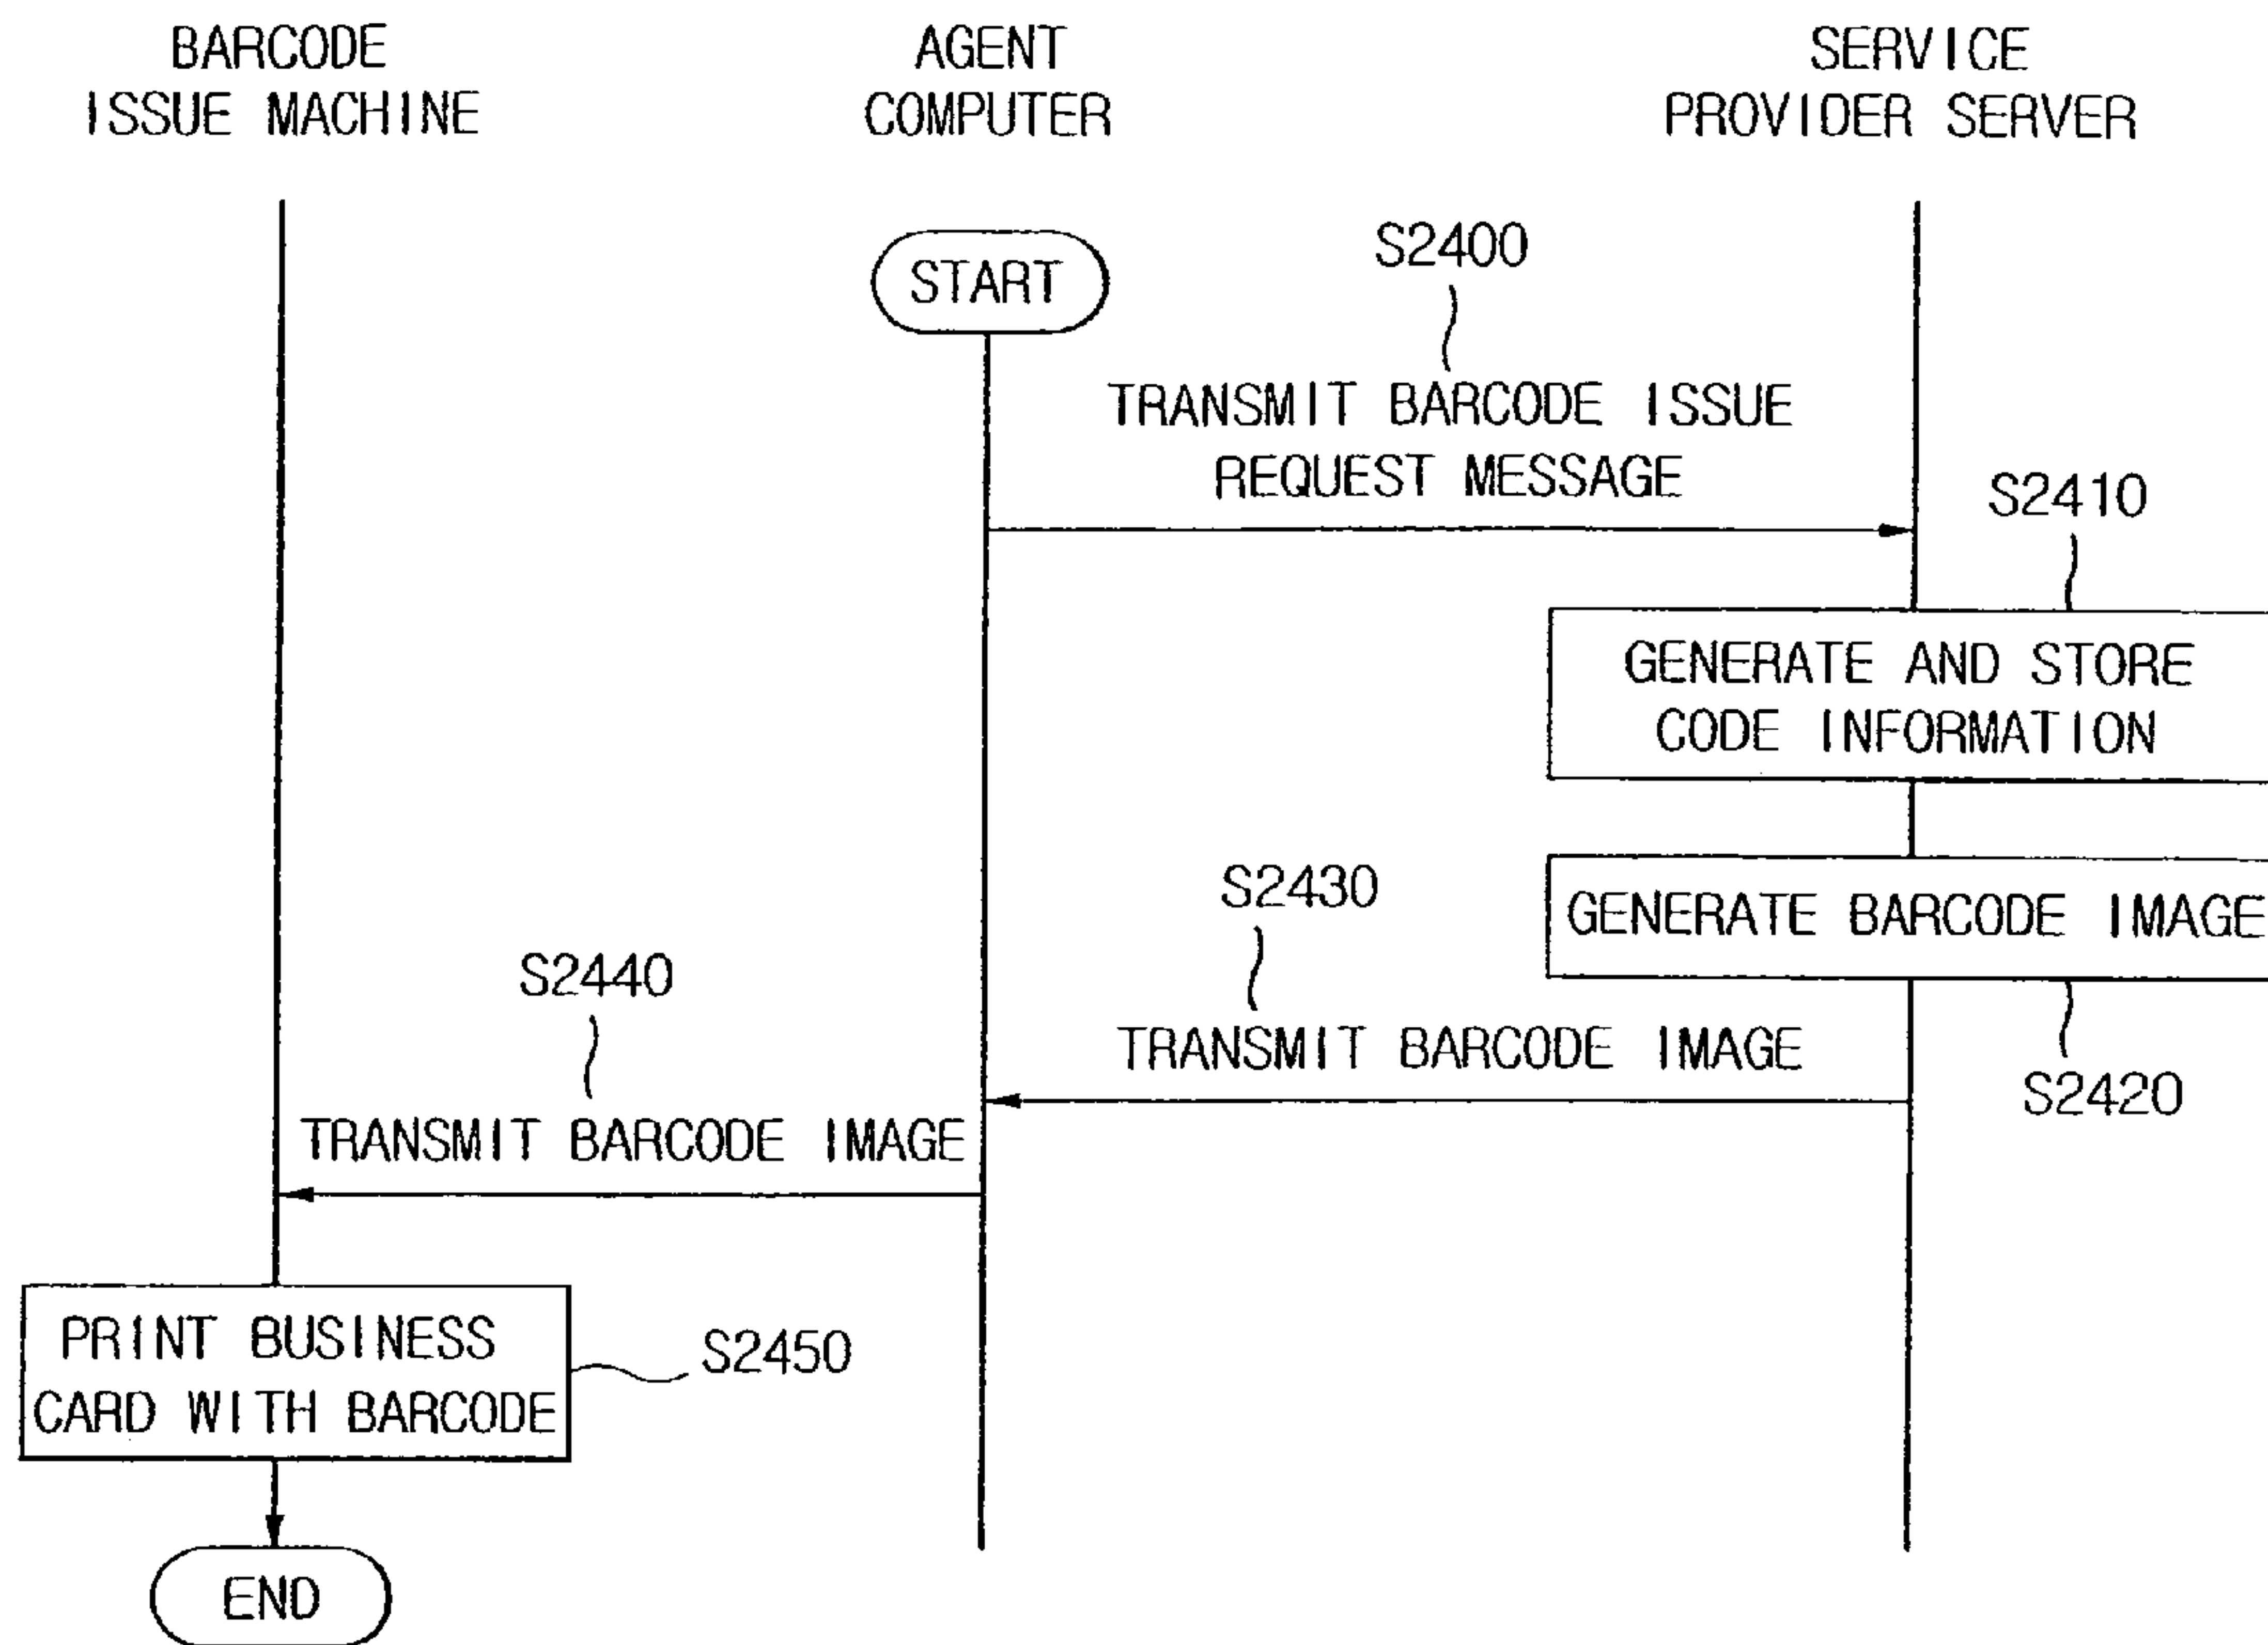 BARCODE
ISSUE MACHINE
AGENT
COMPUTER
SERVICE
PROVIDER SERVER
START
S2400
TRANSMIT BARCODE ISSUE
REQUEST MESSAGE
S2410
GENERATE AND STORE
CODE INFORMATION
GENERATE BARCODE IMAGE
S2420
S2430
TRANSMIT BARCODE IMAGE
S2440
TRANSMIT BARCODE IMAGE
PRINT BUSINESS
CARD WITH BARCODE
S2450
END